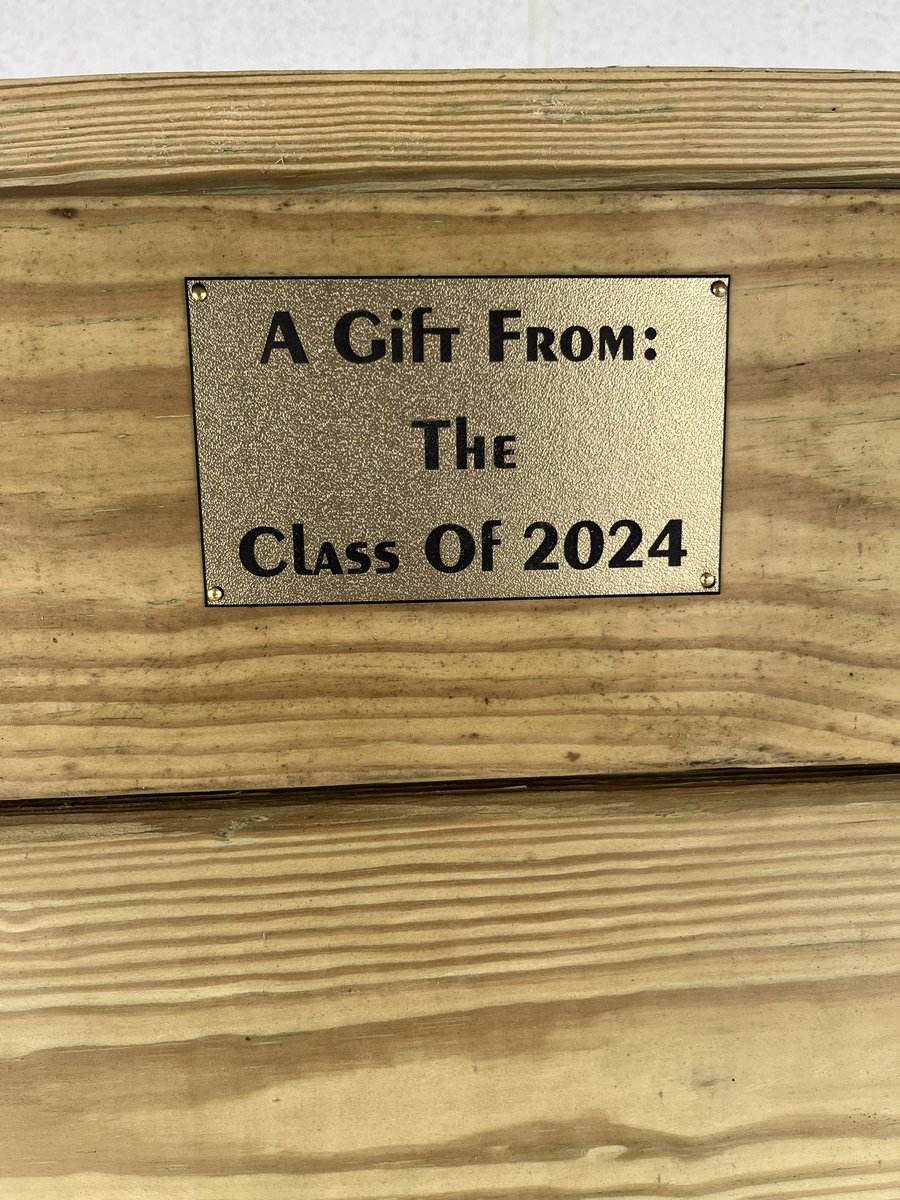 A Gift From:
The
Class Of 2024